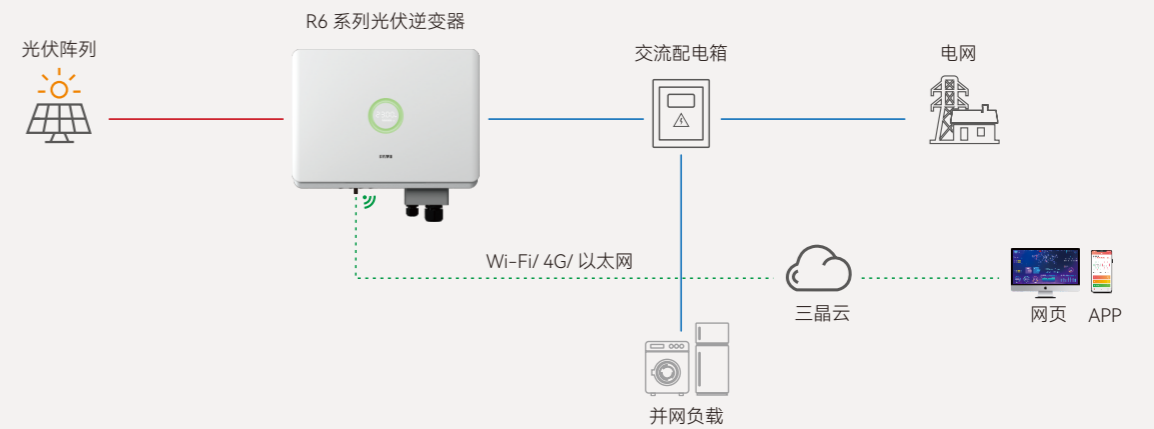 R6 系列光伏逆变器
光伏阵列
交流配电箱
电网
Wi-Fi/ 4G/ 以太网
三晶云
网页
APP
并网负载